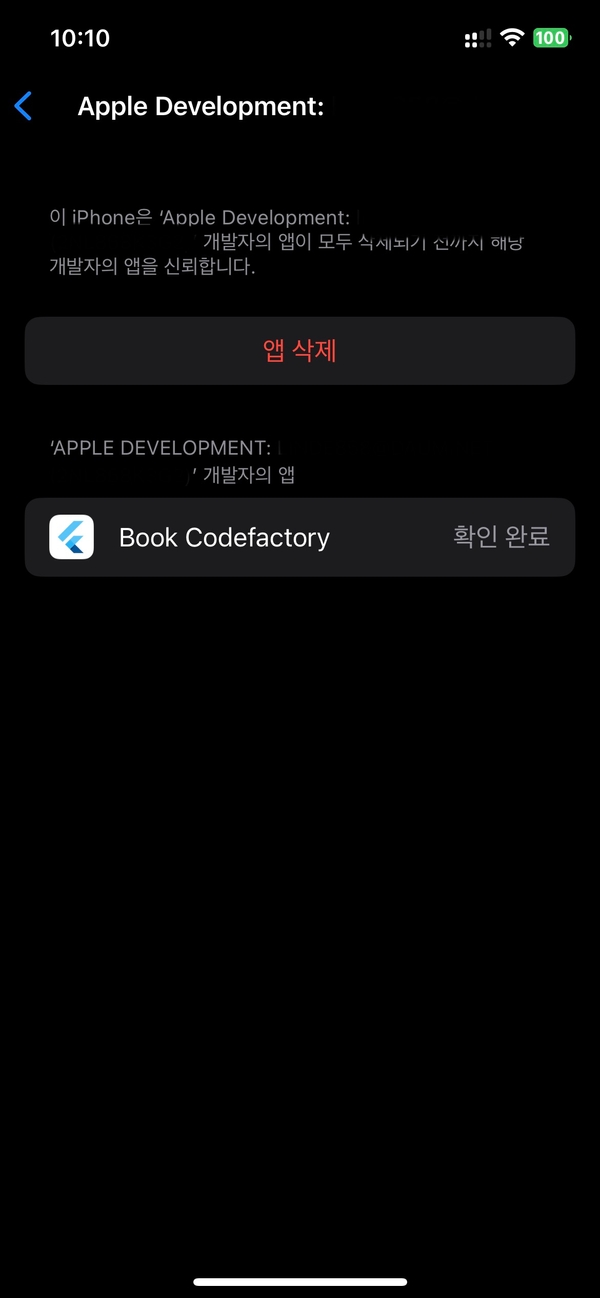 10:10
100
Apple Development:
이 iPhone은 ‘Apple Development:
’ 개발자의 앱이 모두 삭제되기 전까지 해당
개발자의 앱을 신뢰합니다.
앱 삭제
‘APPLE DEVELOPMENT:
’ 개발자의 앱
Book Codefactory 확인 완료